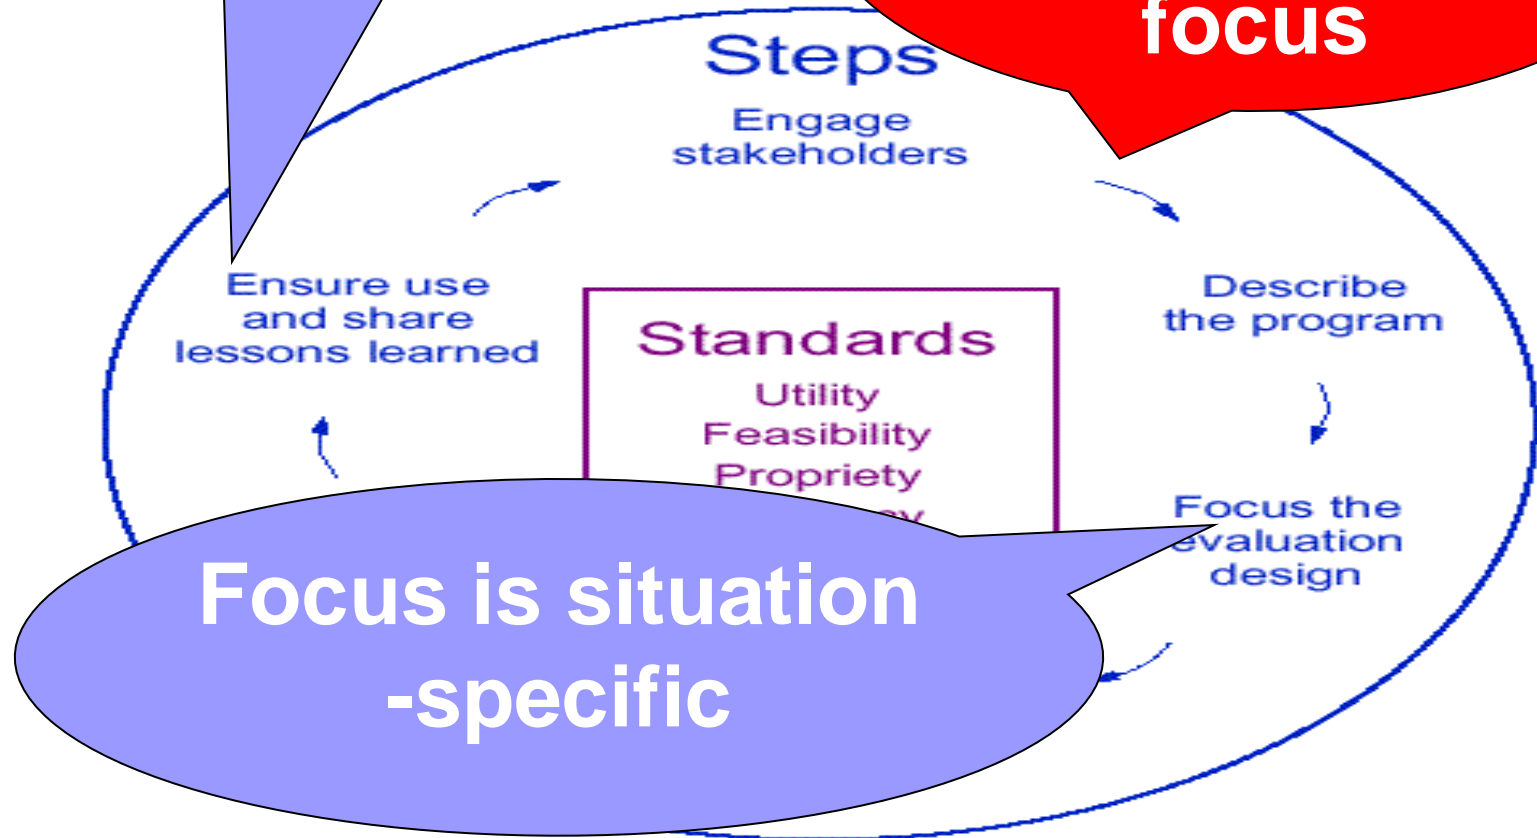 focus
Steps
Engage
stakeholders
Ensure use
and share
lessons learned
Describe
the program
Standards
Utility
Feasibility
Propriety
Focus the
evaluation
design
Focus is situation
-specific